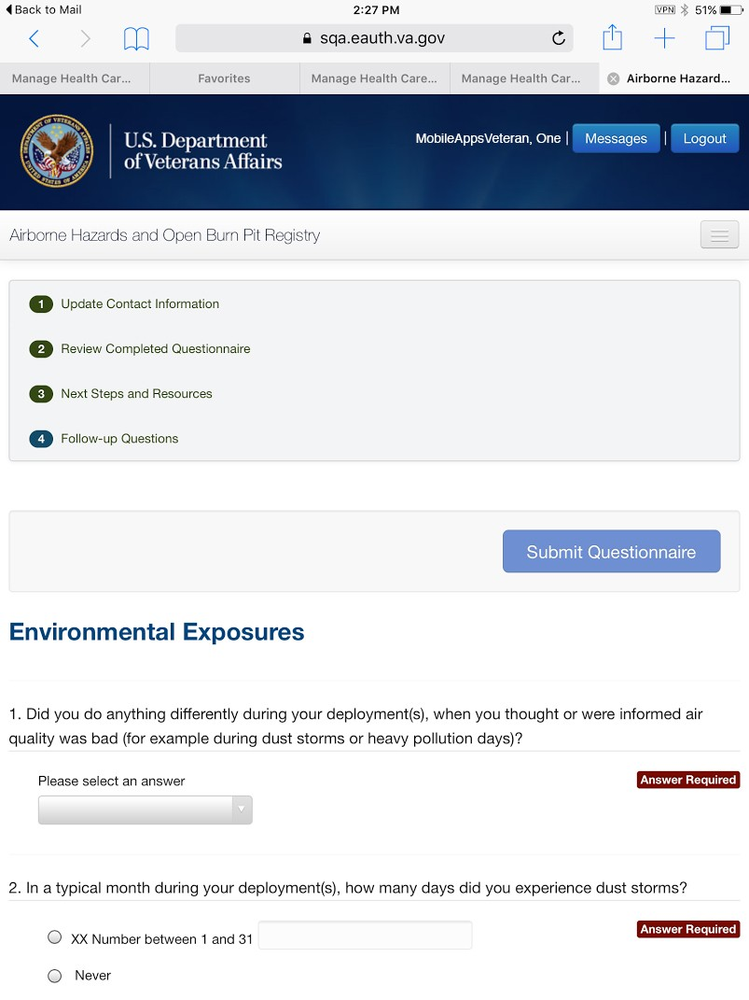 Back to Mail
2:27 PM
VPN
51%
sqa.eauth.va.gov
Manage Health Car...
Favorites
Manage Health Care...
Manage Health Car...
Airborne Hazard...
U.S. Department
of Veterans Affairs
MobileAppsVeteran, One | Messages | Logout
Airborne Hazards and Open Burn Pit Registry
1 Update Contact Information
2 Review Completed Questionnaire
3 Next Steps and Resources
4 Follow-up Questions
Submit Questionnaire
Environmental Exposures
1. Did you do anything differently during your deployment(s), when you thought or were informed air
quality was bad (for example during dust storms or heavy pollution days)?
Please select an answer
Answer Required
2. In a typical month during your deployment(s), how many days did you experience dust storms?
Answer Required
XX Number between 1 and 31
Never